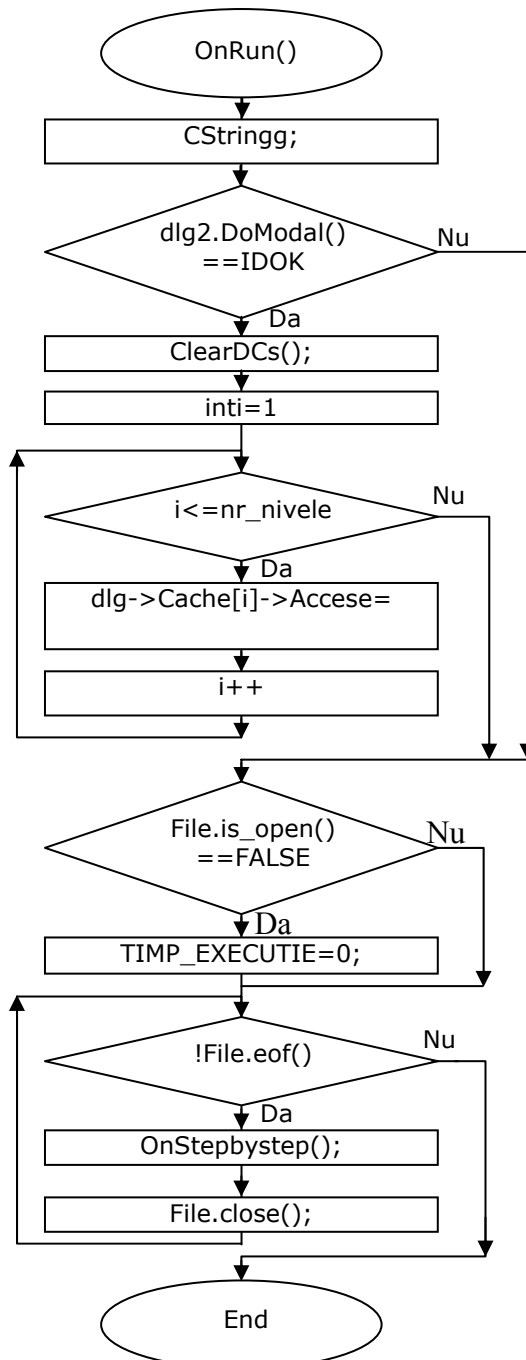 OnRun()
CStringg;
dlg2.DoModal()
==IDOK
Nu
Da
ClearDCs();
inti=1
i<=nr_nivele
Nu
Da
dlg->Cache[i]->Accese=
i++
File.is_open()
==FALSE
Nu
Da
TIMP_EXECUTIE=0;
!File.eof()
Nu
Da
OnStepbystep();
File.close();
End